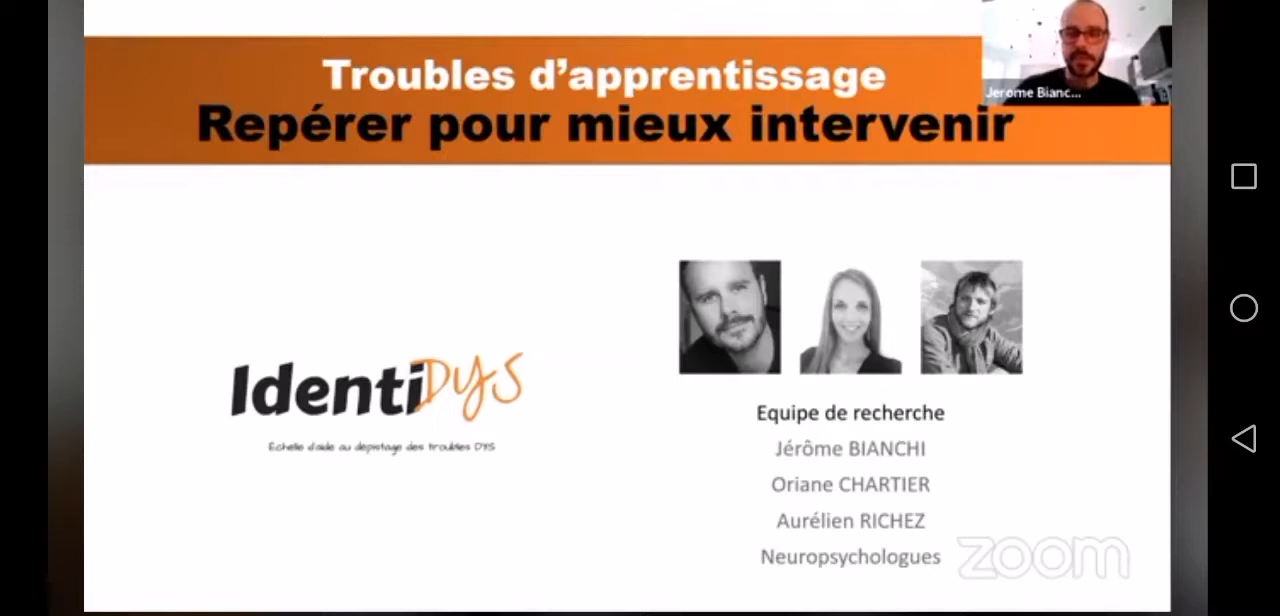 Troubles d'apprentissage
Repérer pour mieux intervenir
Jerome Bianc...
IdentiDYS
Echelle d'aide au dépistage des troubles DYS
Equipe de recherche
Jérôme BIANCHI
Oriane CHARTIER
Aurélien RICHEZ
Neuropsychologues
zoom